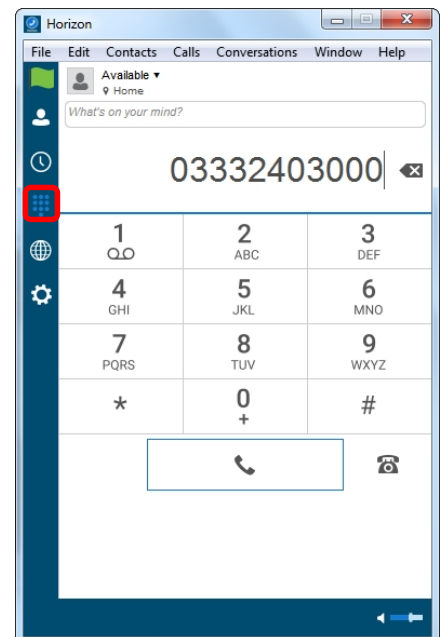 Horizon
File Edit Contacts Calls Conversations Window Help
Available
Home
What's on your mind?
03332403000
1 2 3
ABC DEF
4 5 6
GHI JKL MNO
7 8 9
PQRS TUV WXYZ
* 0 #
+